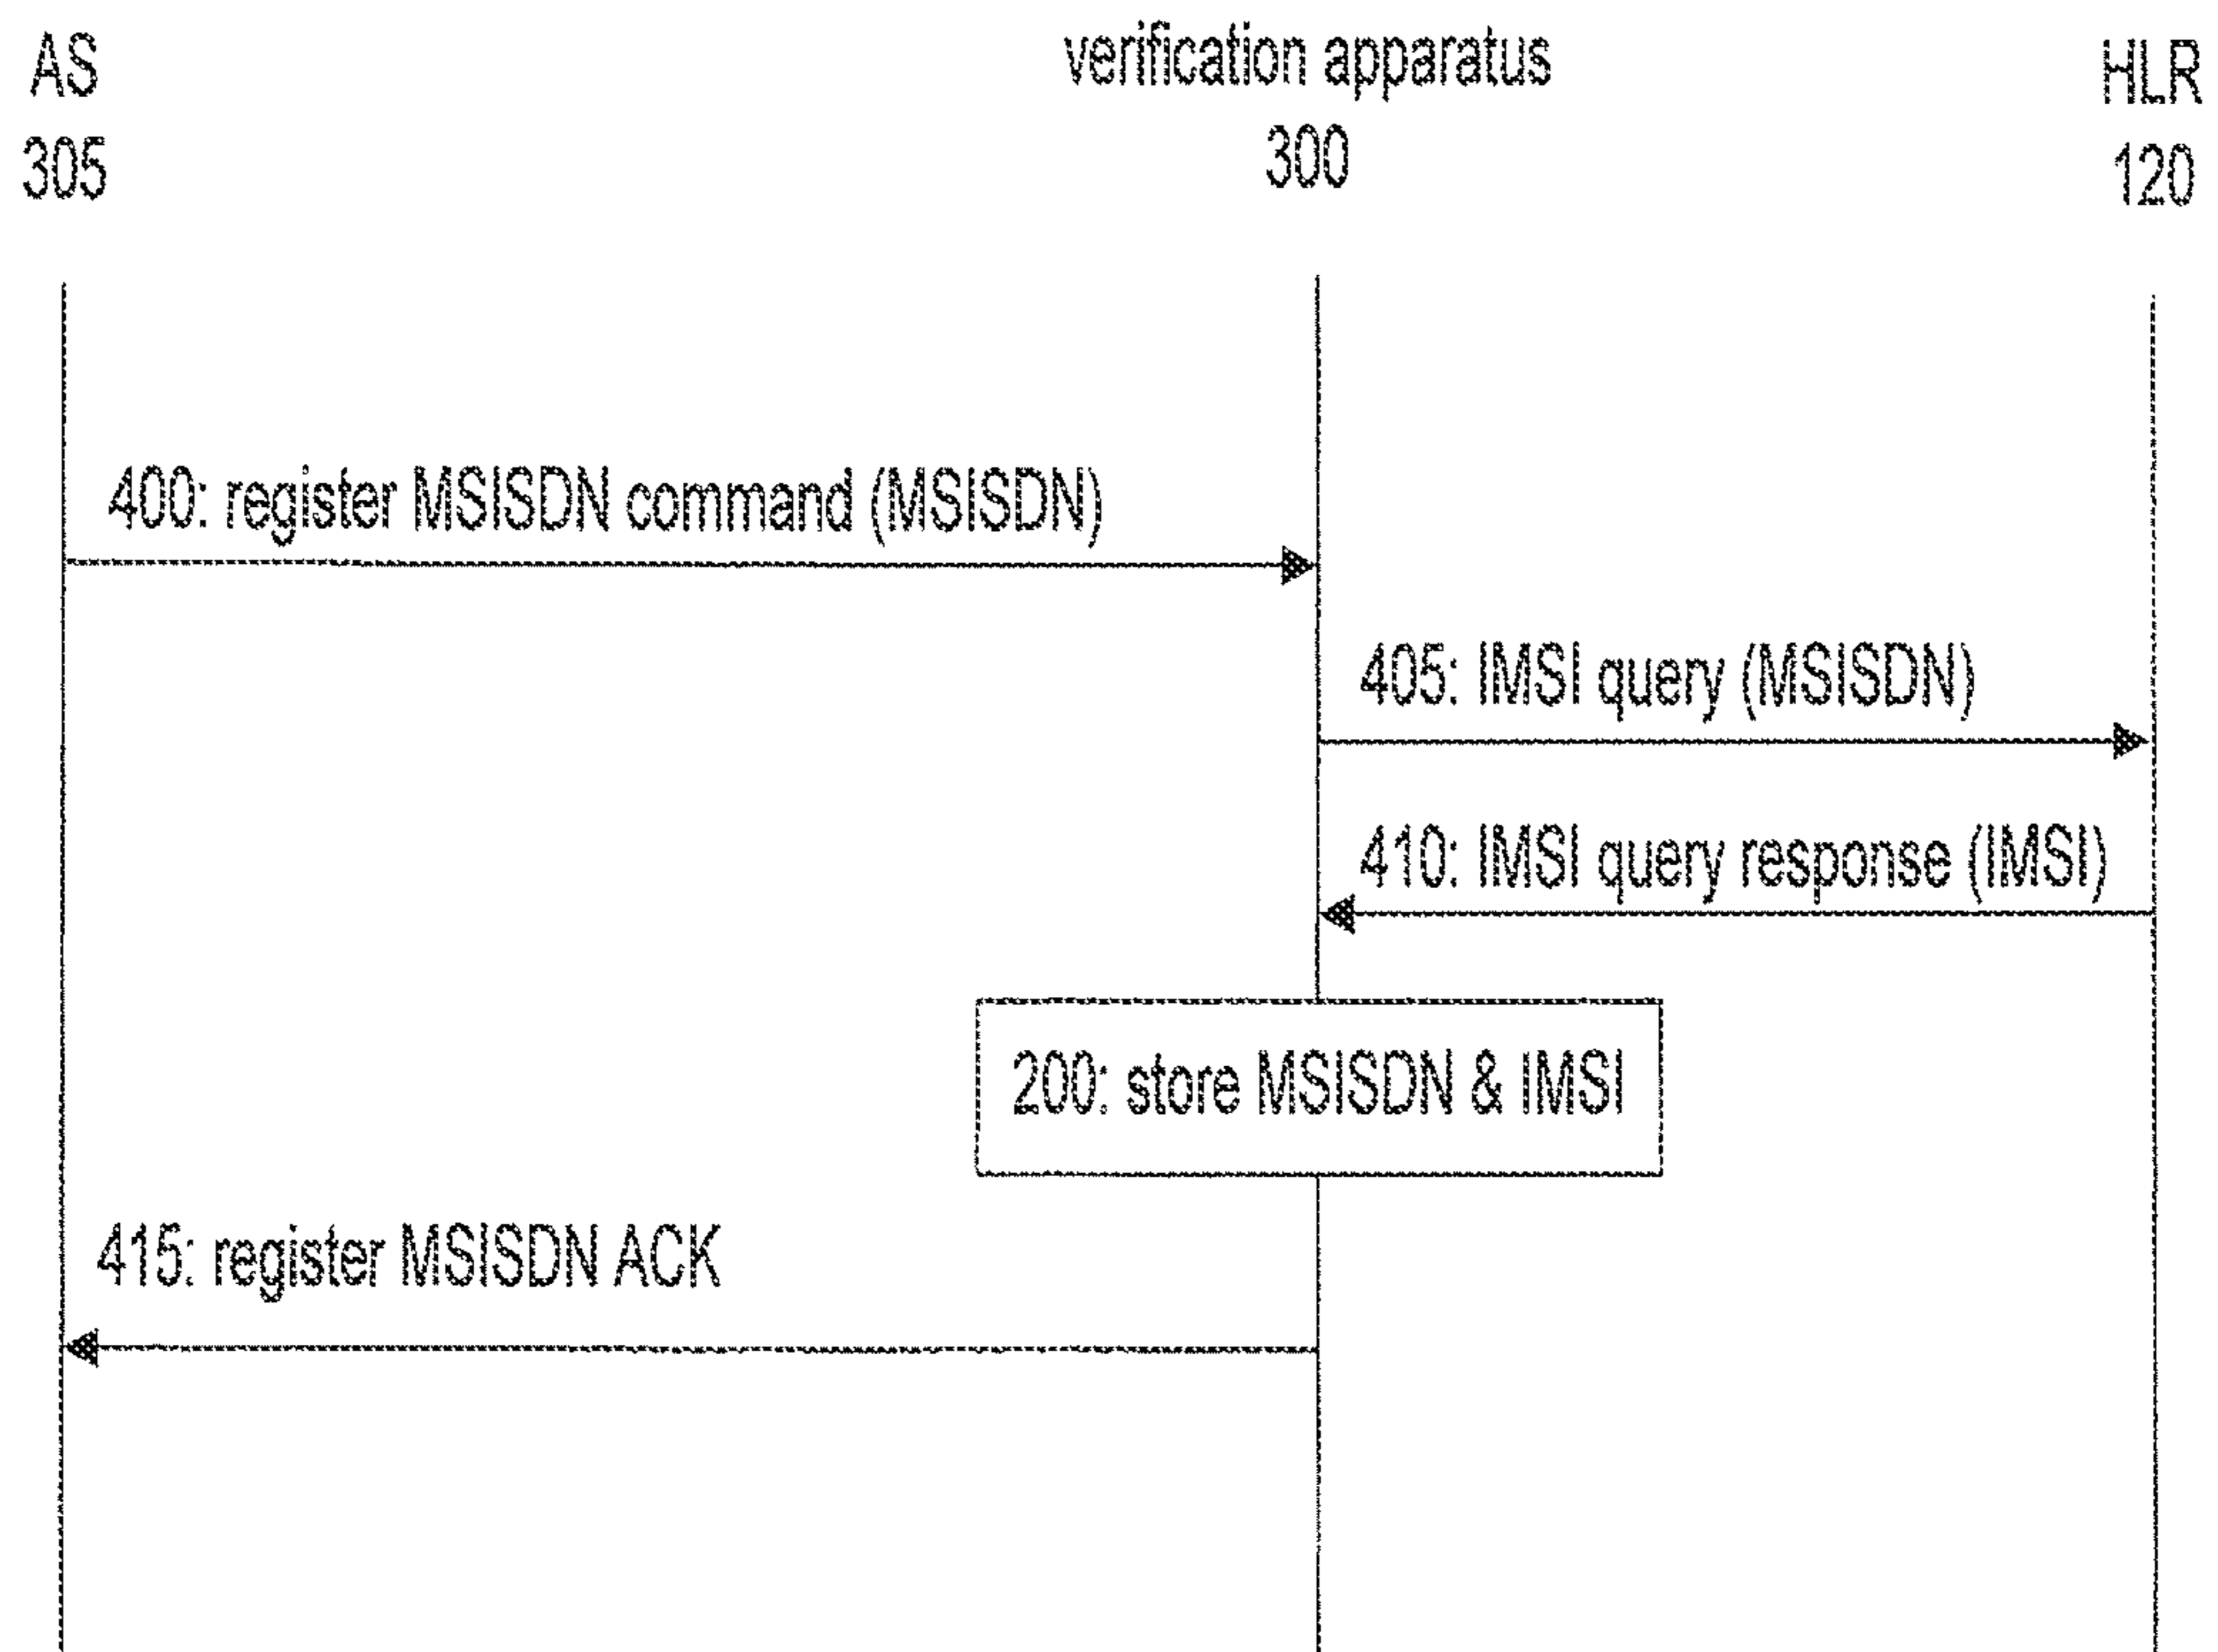 AS
305
verification apparatus
300
HLR
120
400: register MSISDN command (MSISDN)
405: IMSI query (MSISDN)
410: IMSI query response (IMSI)
200: store MSISDN & IMSI
415: register MSISDN ACK